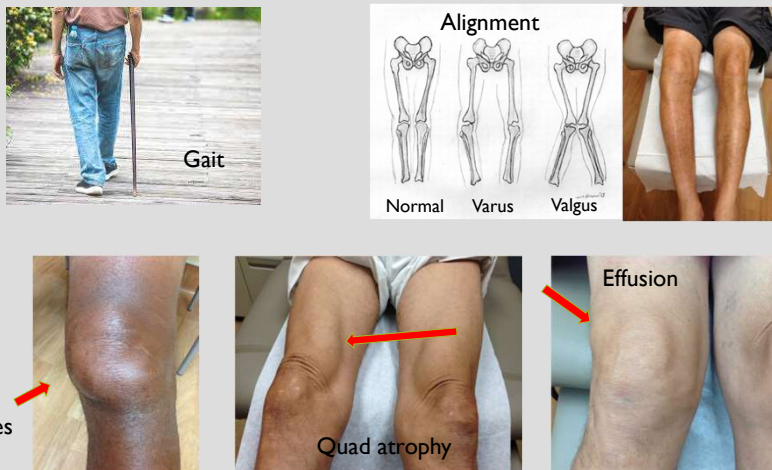 Gait
Alignment
Normal Varus Valgus
Effusion
Quad atrophy